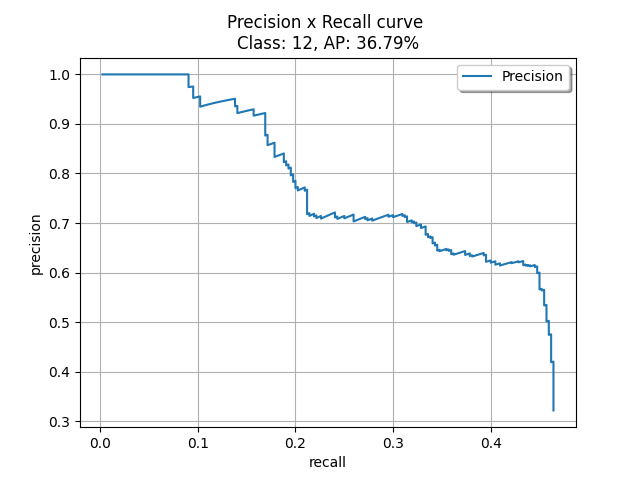 Precision x Recall curve
Class: 12, AP: 36.79%
Precision
1.0
0.9
0.8
0.7
0.6
0.5
0.4
0.3
precision
0.0 0.1 0.2 0.3 0.4
recall